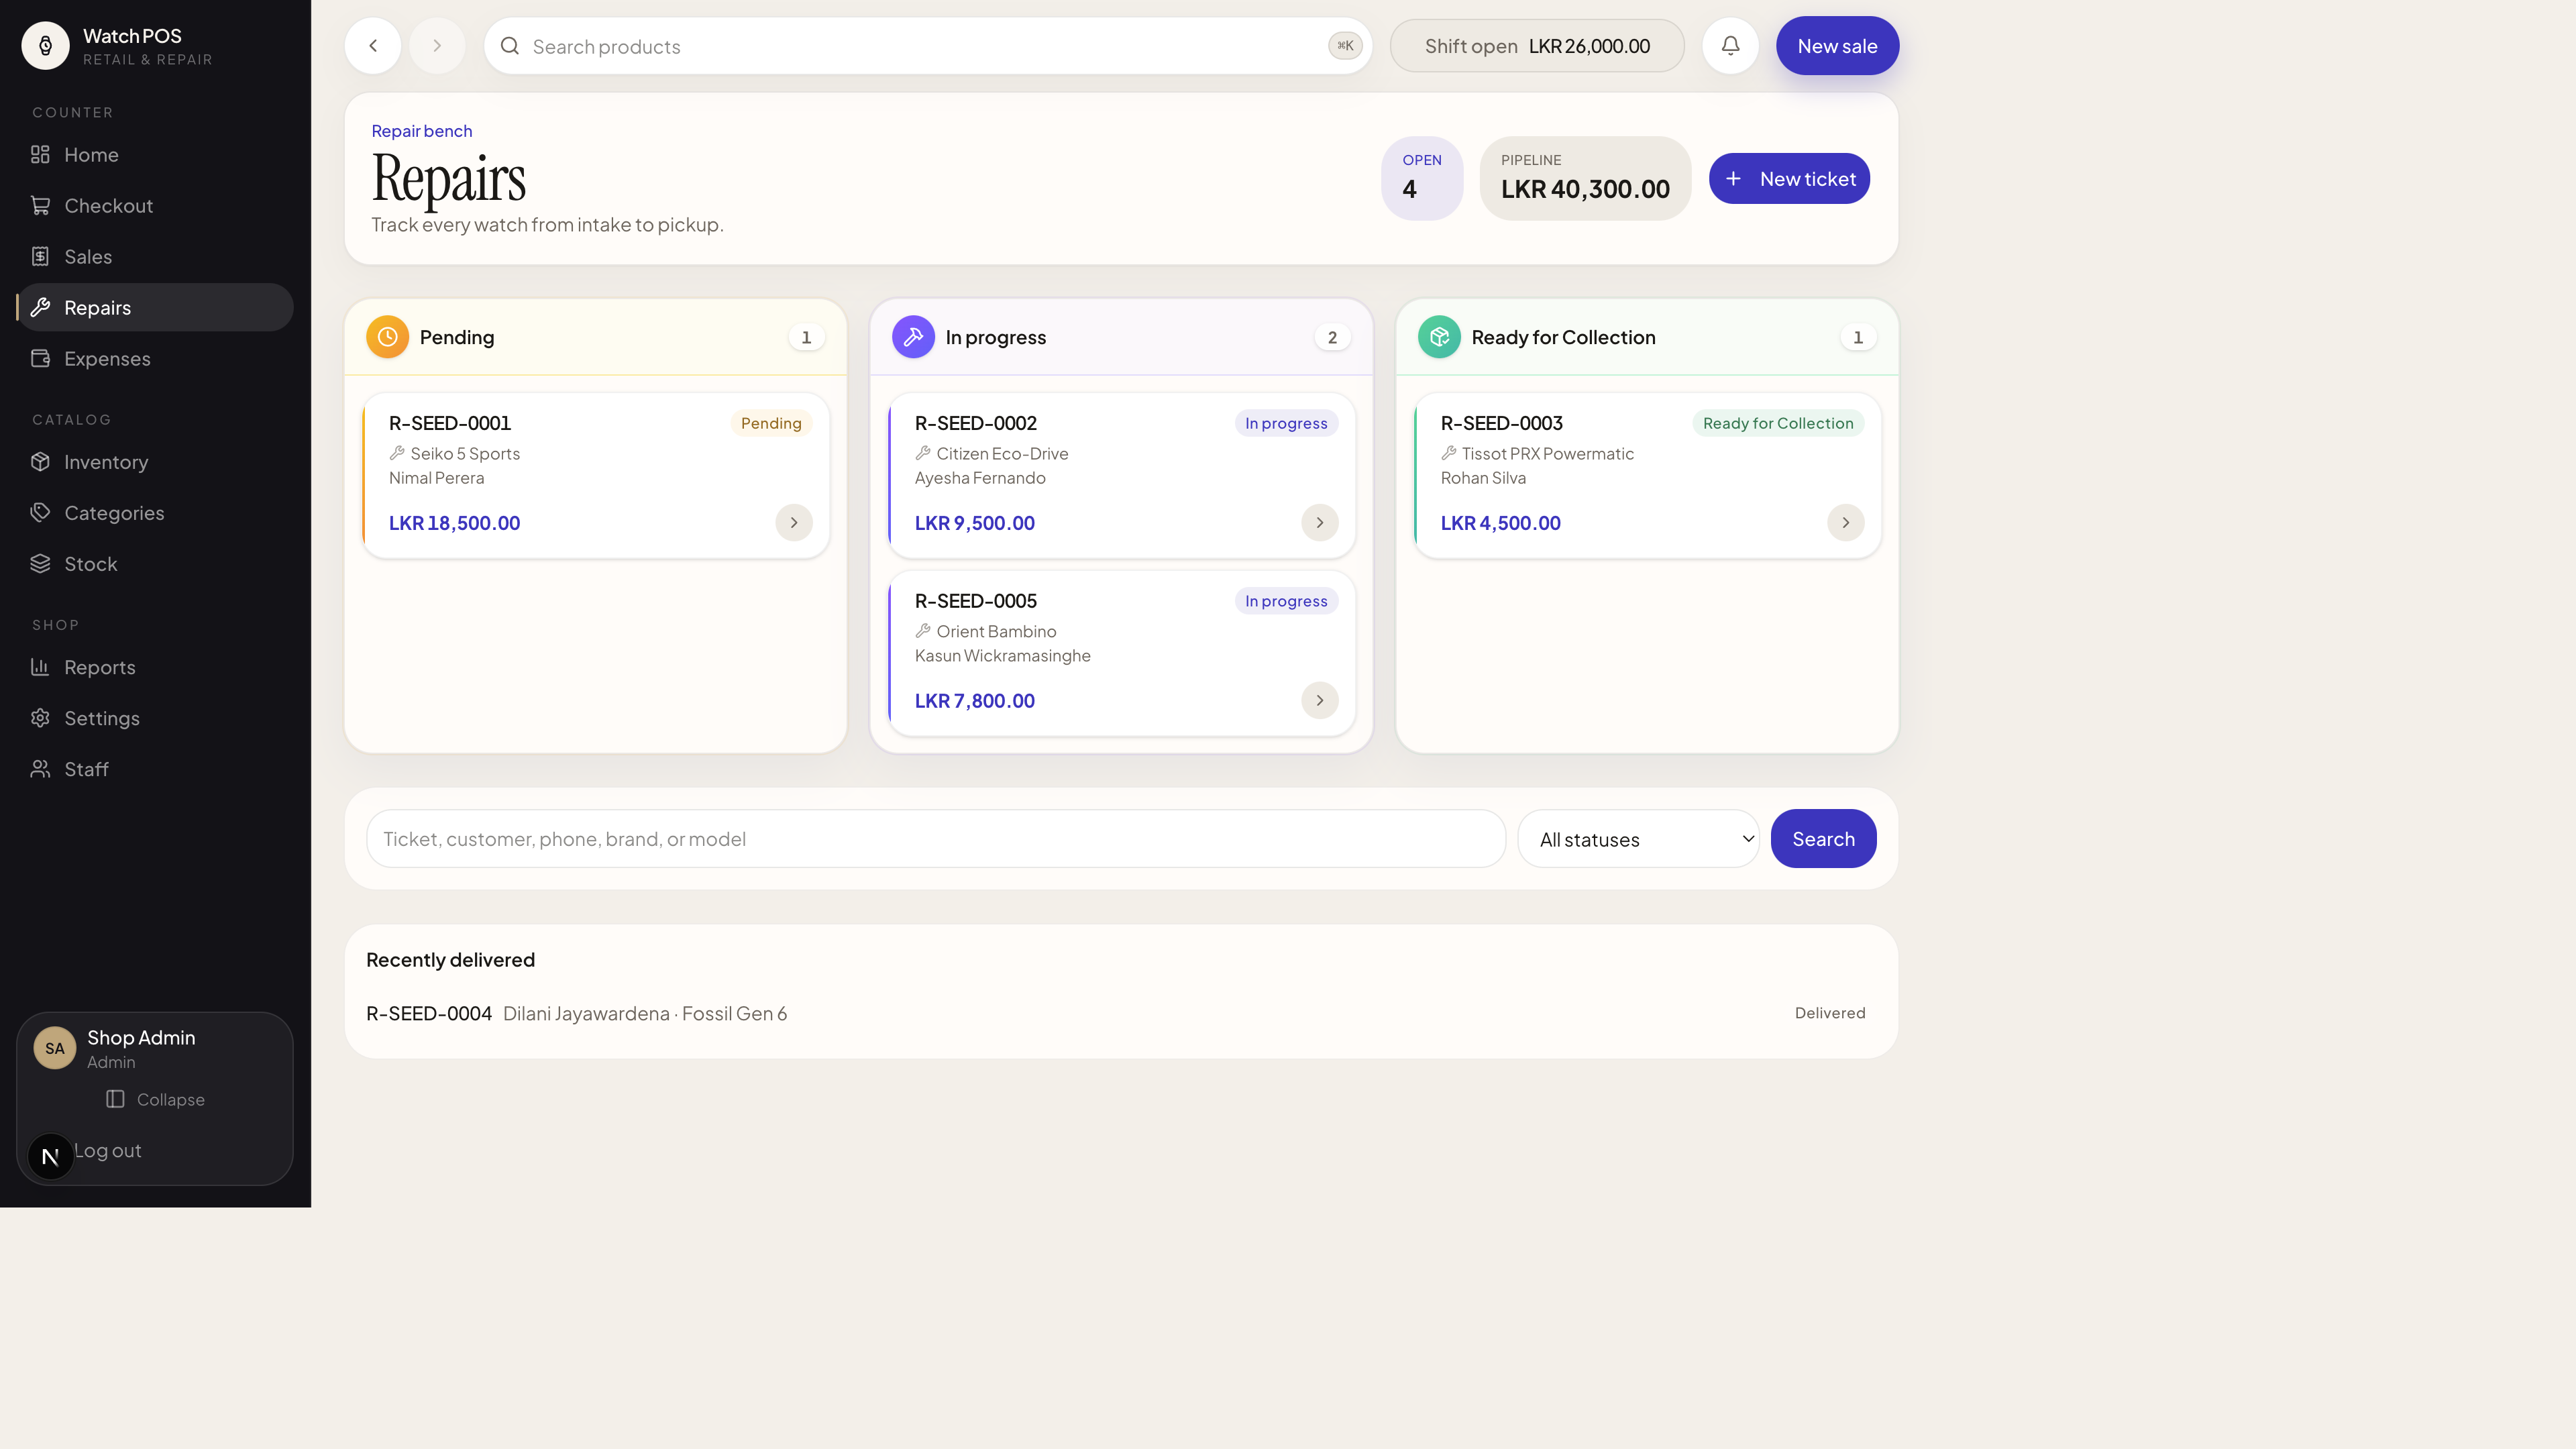 Watch POS
RETAIL & REPAIR
COUNTER
Home
Checkout
Sales
Repairs
Expenses
CATALOG
Inventory
Categories
Stock
SHOP
Reports
Settings
Staff
SA
Shop Admin
Admin
Collapse
N
Log out
Search products
⌘K
Shift open LKR 26,000.00
New sale
Repair bench
Repairs
Track every watch from intake to pickup.
OPEN
4
PIPELINE
LKR 40,300.00
+ New ticket
Pending
1
R-SEED-0001
Pending
Seiko 5 Sports
Nimal Perera
LKR 18,500.00
In progress
2
R-SEED-0002
In progress
Citizen Eco-Drive
Ayesha Fernando
LKR 9,500.00
R-SEED-0005
In progress
Orient Bambino
Kasun Wickramasinghe
LKR 7,800.00
Ready for Collection
1
R-SEED-0003
Ready for Collection
Tissot PRX Powermatic
Rohan Silva
LKR 4,500.00
Ticket, customer, phone, brand, or model
All statuses
Search
Recently delivered
R-SEED-0004 Dilani Jayawardena · Fossil Gen 6
Delivered